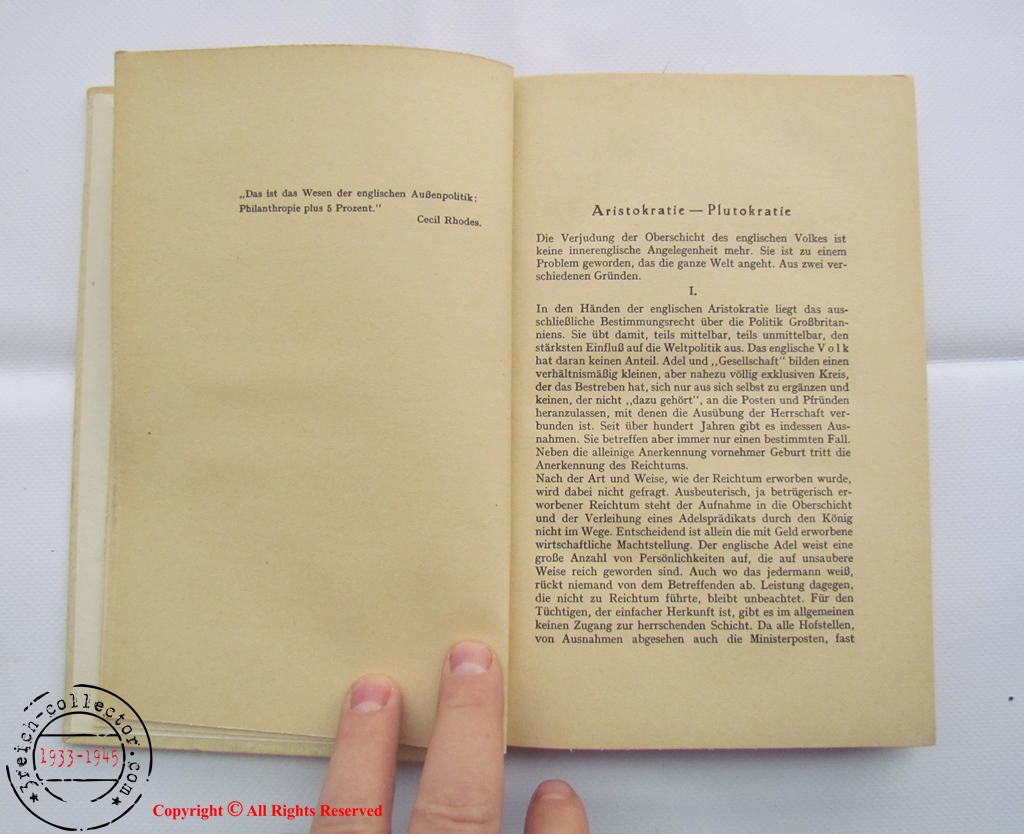 „Das ist das Wesen der englischen Außenpolitik:
Philanthropie plus 5 Prozent."
Cecil Rhodes.
Aristokratie — Plutokratie
Die Verjudung der Oberschicht des englischen Volkes ist
keine innerenglische Angelegenheit mehr. Sie ist zu einem
Problem geworden, das die ganze Welt angeht. Aus zwei ver-
schiedenen Gründen.
I.
In den Händen der englischen Aristokratie liegt das aus-
schließliche Bestimmungsrecht über die Politik Großbritan-
niens. Sie übt damit, teils mittelbar, teils unmittelbar, den
stärksten Einfluß auf die Weltpolitik aus. Das englische Volk
hat daran keinen Anteil. Adel und „Gesellschaft" bilden einen
verhältnismäßig kleinen, aber nahezu völlig exklusiven Kreis,
der das Bestreben hat, sich nur aus sich selbst zu ergänzen und
keinen, der nicht „dazu gehört", an die Posten und Pfründen
heranzulassen, mit denen die Ausübung der Herrschaft ver-
bunden ist. Seit über hundert Jahren gibt es indessen Aus-
nahmen. Sie betreffen aber immer nur einen bestimmten Fall.
Neben die alleinige Anerkennung vornehmer Geburt tritt die
Anerkennung des Reichtums.
Nach der Art und Weise, wie der Reichtum erworben wurde,
wird dabei nicht gefragt. Ausbeuterisch, ja betrügerisch er-
worbener Reichtum steht der Aufnahme in die Oberschicht
und der Verleihung eines Adelsprädikats durch den König
nicht im Wege. Entscheidend ist allein die mit Geld erworbene
wirtschaftliche Machtstellung. Der englische Adel weist eine
große Anzahl von Persönlichkeiten auf, die auf unsaubere
Weise reich geworden sind. Auch wo das jedermann weiß,
rückt niemand von dem Betreffenden ab. Leistung dagegen,
die nicht zu Reichtum führte, bleibt unbeachtet. Für den
Tüchtigen, der einfacher Herkunft ist, gibt es im allgemeinen
keinen Zugang zur herrschenden Schicht. Da alle Hofstellen,
von Ausnahmen abgesehen auch die Ministerposten, fast
3reich-collector.com
1933-1945
Copyright © All Rights Reserved